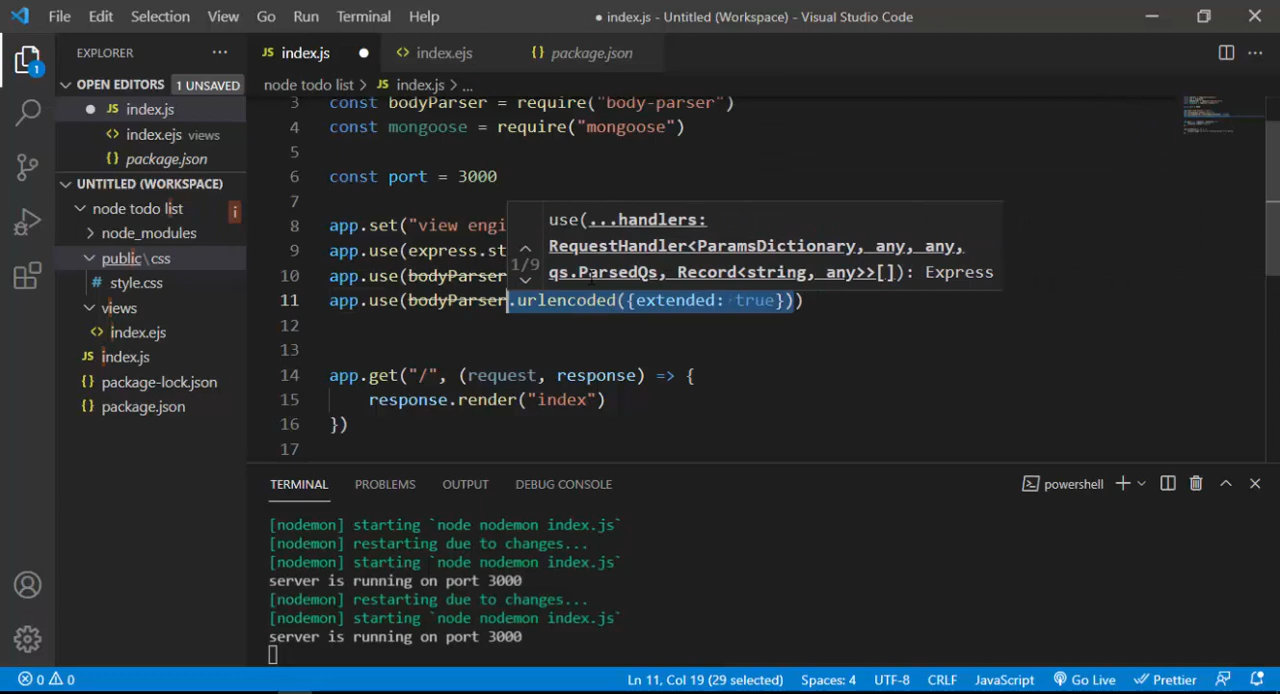 File Edit Selection View Go Run Terminal Help
● index.js - Untitled (Workspace) - Visual Studio Code
EXPLORER ...
JS index.js ●
<> index.ejs
{} package.json
OPEN EDITORS 1 UNSAVED
● JS index.js
<> index.ejs views
{} package.json
UNTITLED (WORKSPACE)
node todo list i
node_modules
public\css
# style.css
views
<> index.ejs
JS index.js
{} package-lock.json
{} package.json
1
node todo list > JS index.js > ...
3 const bodyParser = require("body-parser")
4 const mongoose = require("mongoose")
5
6 const port = 3000
7
8 app.set("view engi
9 app.use(express.st
10 app.use(bodyParser
11 app.use(bodyParser.urlencoded({extended: true}))
12
13
14 app.get("/", (request, response) => {
15 response.render("index")
16 })
17
use(...handlers:
RequestHandler<ParamsDictionary, any, any,
1/9 qs.ParsedQs, Record<string, any>>[]): Express
TERMINAL PROBLEMS OUTPUT DEBUG CONSOLE
powershell
[nodemon] starting `node nodemon index.js`
[nodemon] restarting due to changes...
[nodemon] starting `node nodemon index.js`
server is running on port 3000
[nodemon] restarting due to changes...
[nodemon] starting `node nodemon index.js`
server is running on port 3000
0 0
Ln 11, Col 19 (29 selected) Spaces: 4 UTF-8 CRLF JavaScript Go Live Prettier